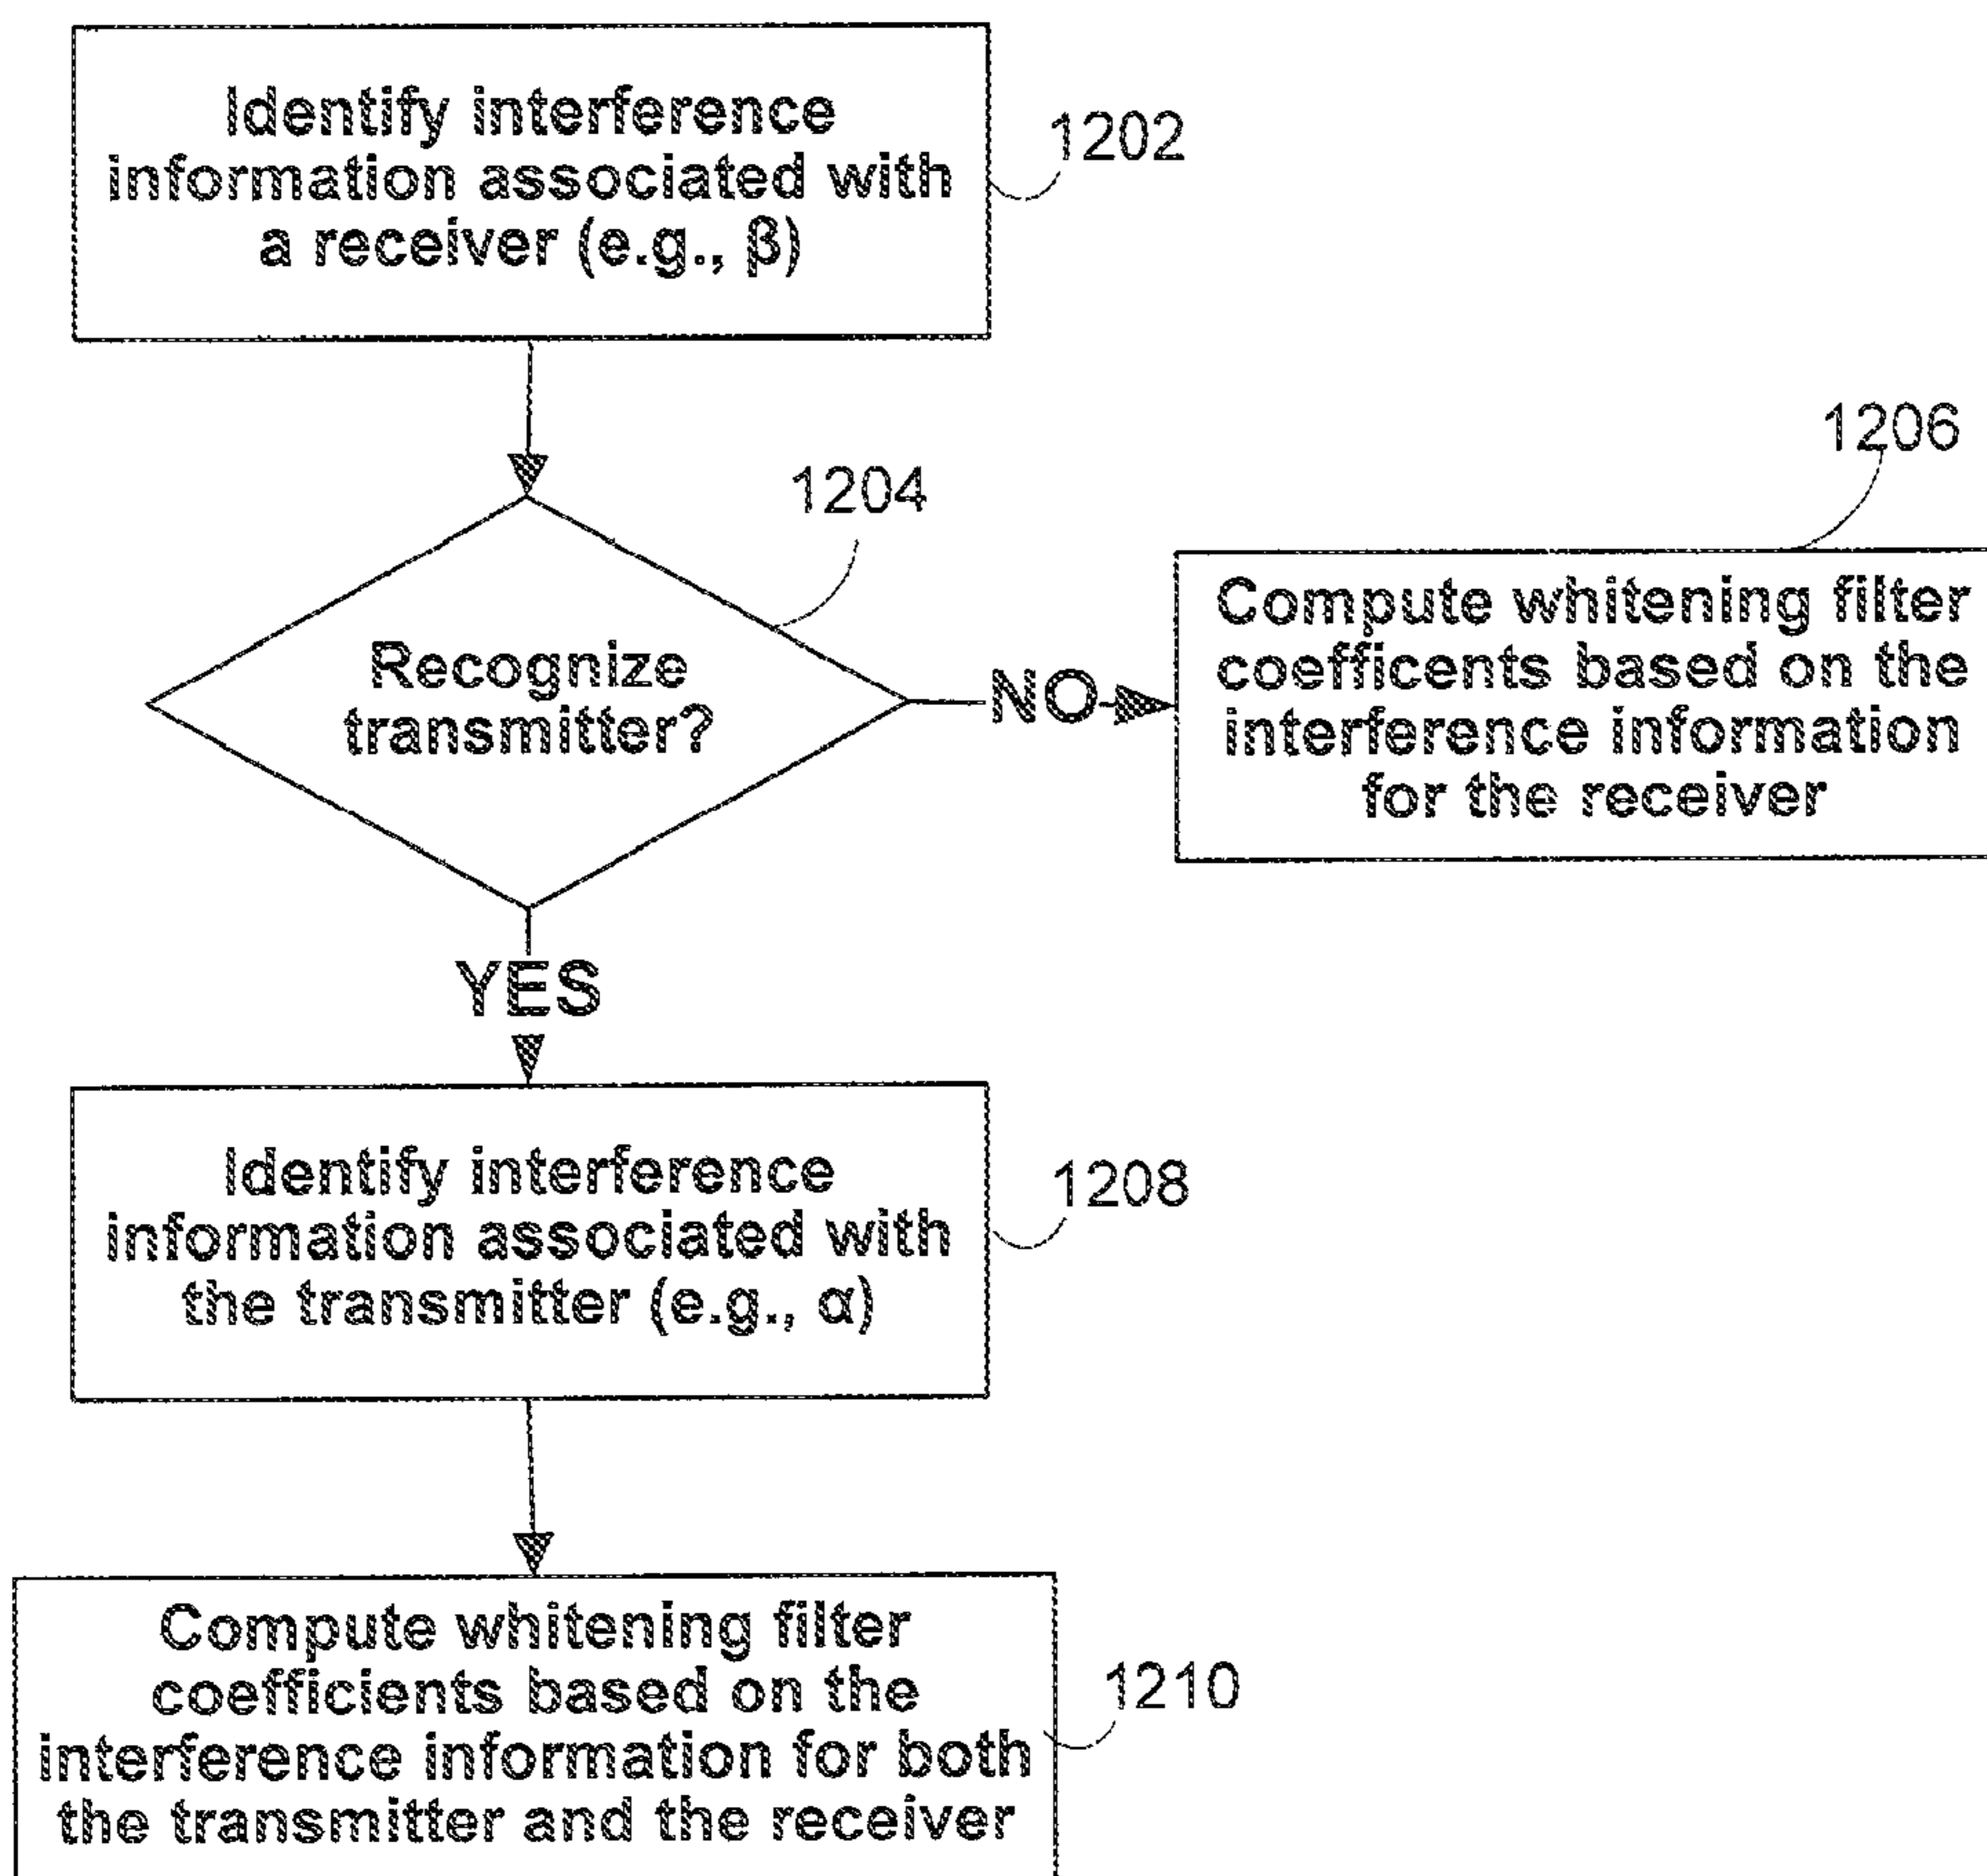 Identify interference
information associated with
a receiver (e.g., β)
1202
1204
Recognize
transmitter?
NO
1206
Compute whitening filter
coefficents based on the
interference information
for the receiver
YES
Identify interference
information associated with
the transmitter (e.g., α)
1208
Compute whitening filter
coefficients based on the
interference information for both
the transmitter and the receiver
1210